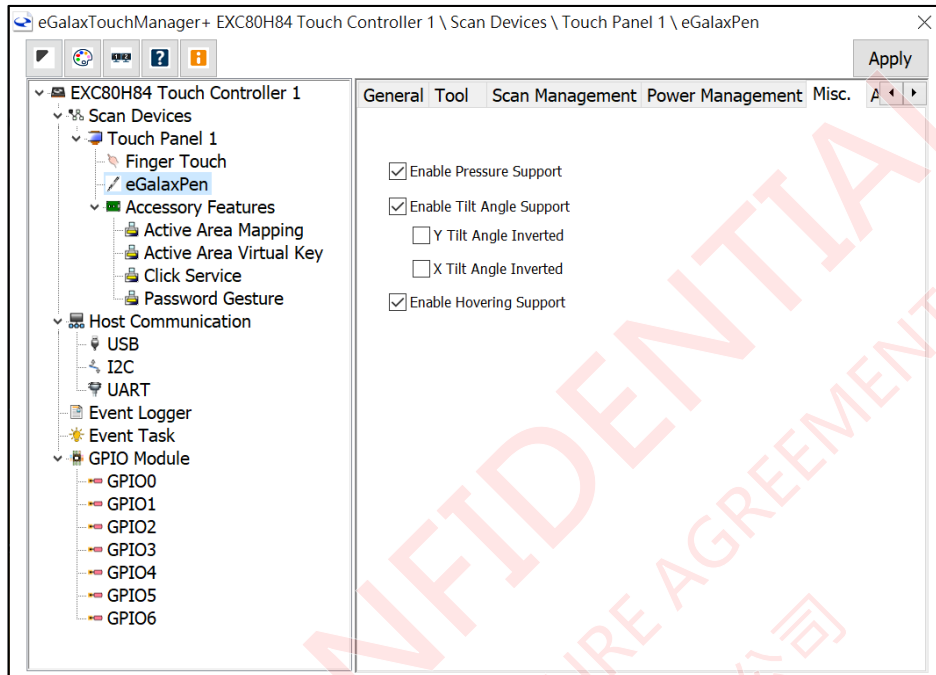 eGalaxTouchManager+ EXC80H84 Touch Controller 1 \ Scan Devices \ Touch Panel 1 \ eGalaxPen
Apply
EXC80H84 Touch Controller 1
Scan Devices
Touch Panel 1
Finger Touch
eGalaxPen
Accessory Features
Active Area Mapping
Active Area Virtual Key
Click Service
Password Gesture
Host Communication
USB
I2C
UART
Event Logger
Event Task
GPIO Module
GPIO0
GPIO1
GPIO2
GPIO3
GPIO4
GPIO5
GPIO6
General Tool Scan Management Power Management Misc. A
Enable Pressure Support
Enable Tilt Angle Support
Y Tilt Angle Inverted
X Tilt Angle Inverted
Enable Hovering Support
NFIDENTIAL
URE AGREEMENT
公司